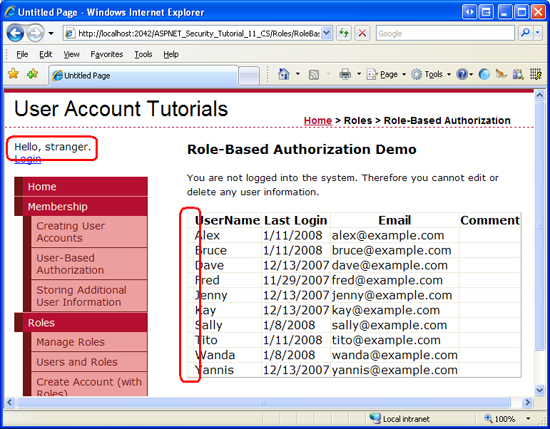 Untitled Page - Windows Internet Explorer
http://localhost:2042/ASPNET_Security_Tutorial_11_CS/Roles/RoleBas
Google
File Edit View Favorites Tools Help
Untitled Page
Page Tools
User Account Tutorials
Home > Roles > Role-Based Authorization
Hello, stranger.
Login
Home
Membership
Creating User
Accounts
User-Based
Authorization
Storing Additional
User Information
Roles
Manage Roles
Users and Roles
Create Account (with
Roles)
Role-Based Authorization Demo
You are not logged into the system. Therefore you cannot edit or
delete any user information.
UserName Last Login Email Comment
Alex 1/11/2008 alex@example.com
Bruce 1/11/2008 bruce@example.com
Dave 12/13/2007 dave@example.com
Fred 11/29/2007 fred@example.com
Jenny 12/13/2007 jenny@example.com
Kay 12/13/2007 kay@example.com
Sally 1/8/2008 sally@example.com
Tito 1/11/2008 tito@example.com
Wanda 1/8/2008 wanda@example.com
Yannis 12/13/2007 yannis@example.com
Local intranet
100%